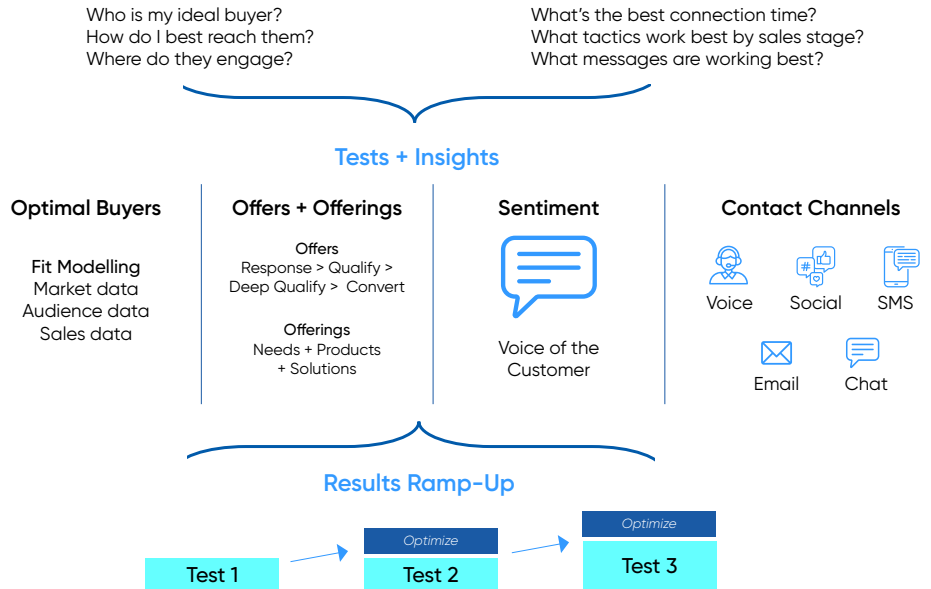 Who is my ideal buyer?
How do I best reach them?
Where do they engage?
What's the best connection time?
What tactics work best by sales stage?
What messages are working best?
Tests + Insights
Optimal Buyers
Fit Modelling
Market data
Audience data
Sales data
Offers + Offerings
Offers
Response > Qualify >
Deep Qualify > Convert
Offerings
Needs + Products
+ Solutions
Sentiment
Voice of the
Customer
Contact Channels
#
Voice
Social
SMS
Email
Chat
Results Ramp-Up
Test 1
Optimize
Test 2
Optimize
Test 3